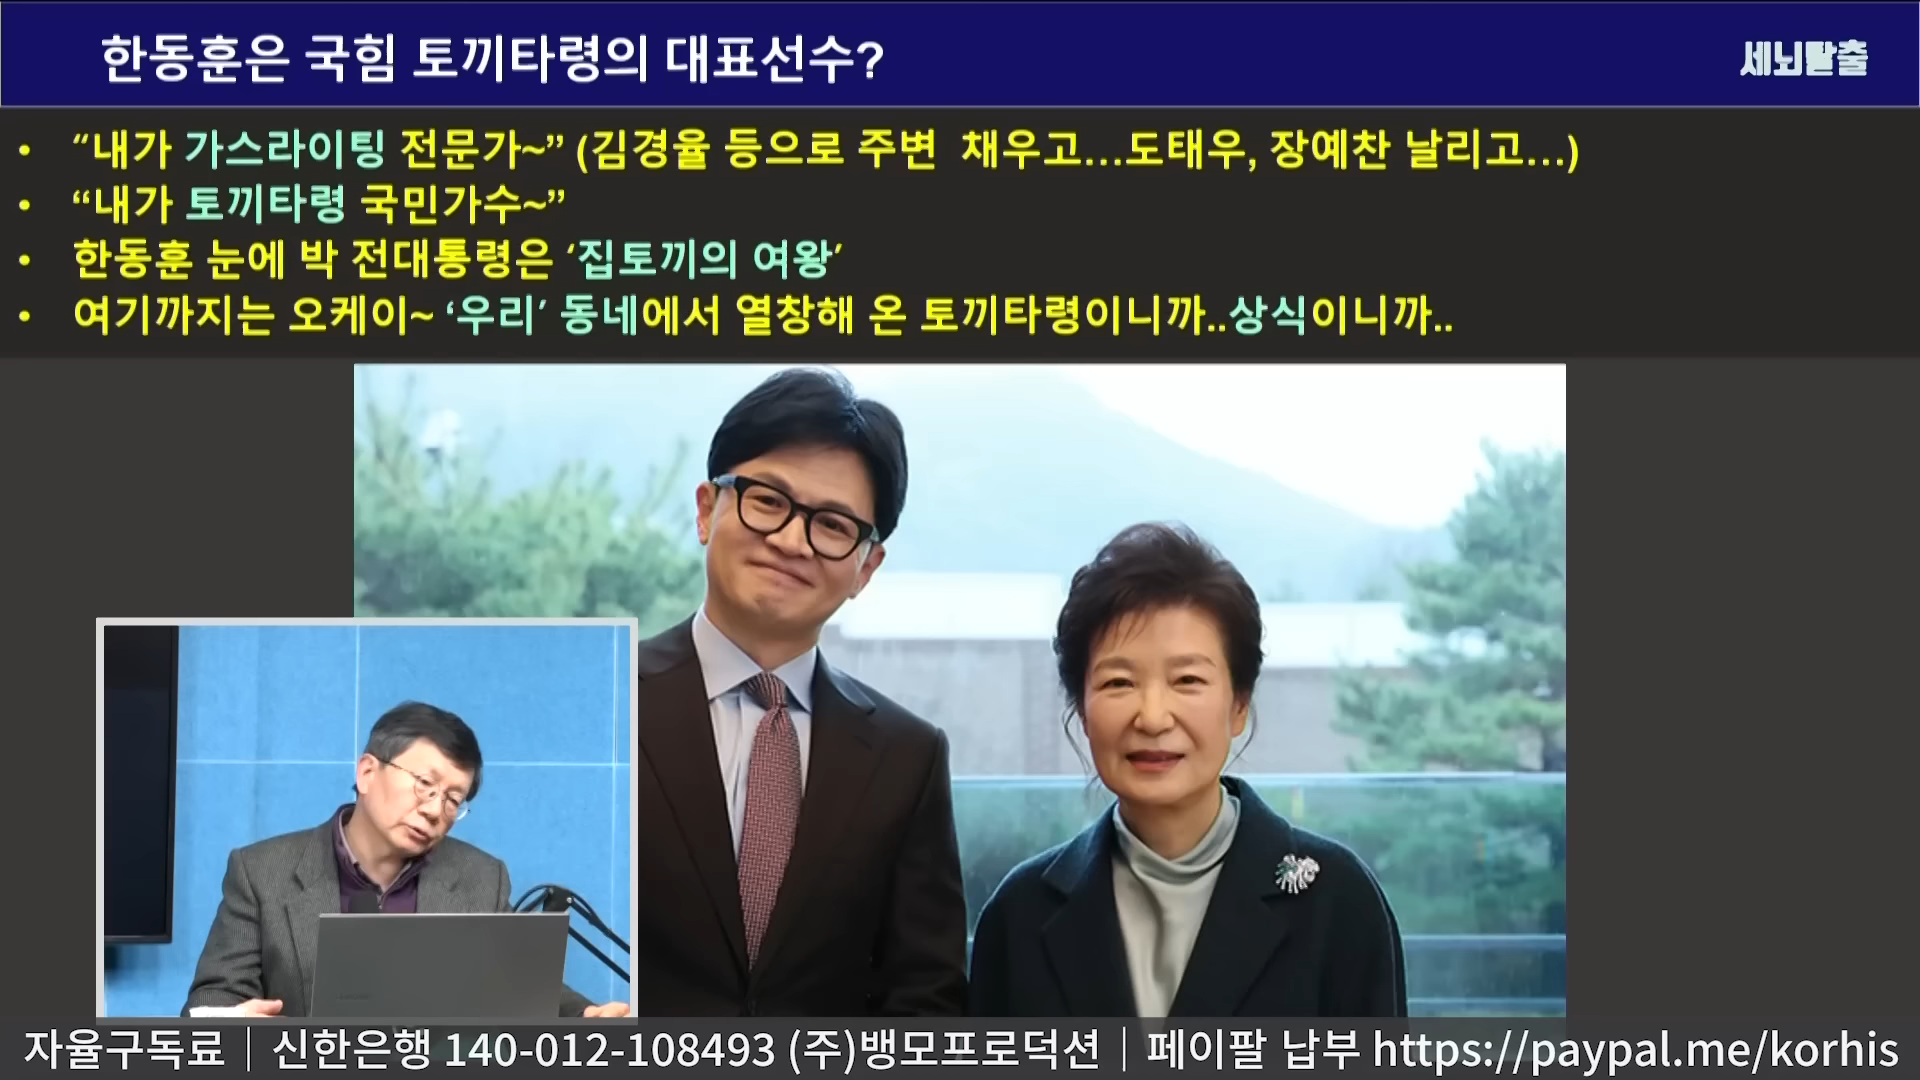 한동훈은 국힘 토끼타령의 대표선수?
세뇌탈출
• “내가 가스라이팅 전문가~” (김경율 등으로 주변 채우고...도태우, 장예찬 날리고...)
• “내가 토끼타령 국민가수~”
• 한동훈 눈에 박 전대통령은 ‘집토끼의 여왕’
• 여기까지는 오케이~ ‘우리’ 동네에서 열창해 온 토끼타령이니까..상식이니까..
자율구독료 | 신한은행 140-012-108493 (주)뱅모프로덕션 | 페이팔 납부 https://paypal.me/korhis